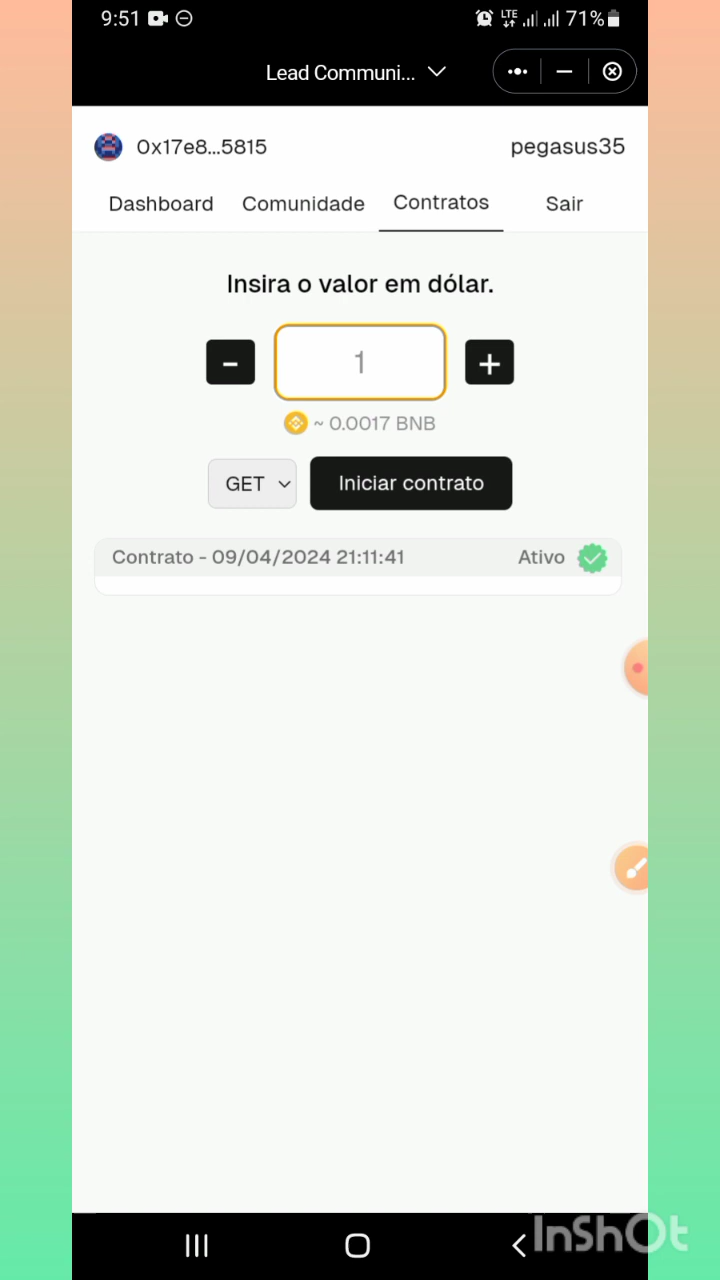 9:51 LTE 71%
Lead Communi...
0x17e8...5815 pegasus35
Dashboard Comunidade Contratos Sair
Insira o valor em dólar.
- 1 +
~ 0.0017 BNB
GET Iniciar contrato
Contrato - 09/04/2024 21:11:41 Ativo
InShOt